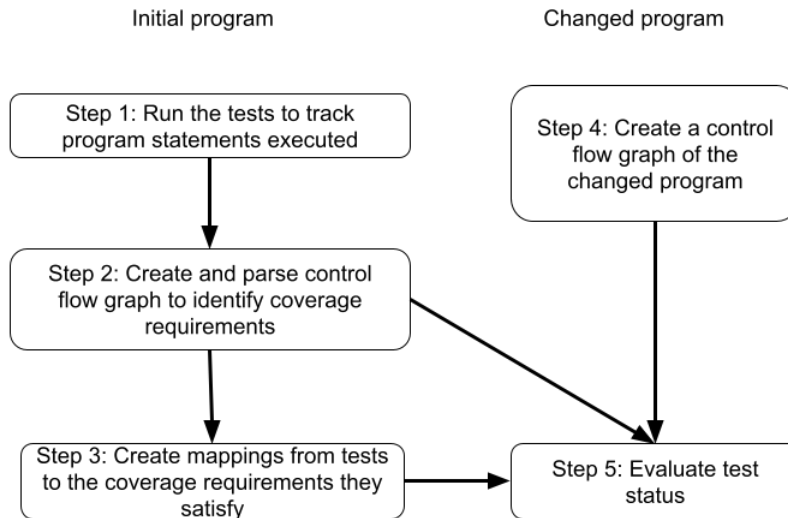 Initial program
Changed program
Step 1: Run the tests to track
program statements executed
Step 4: Create a control
flow graph of the
changed program
Step 2: Create and parse control
flow graph to identify coverage
requirements
Step 3: Create mappings from tests
to the coverage requirements they
satisfy
Step 5: Evaluate test
status